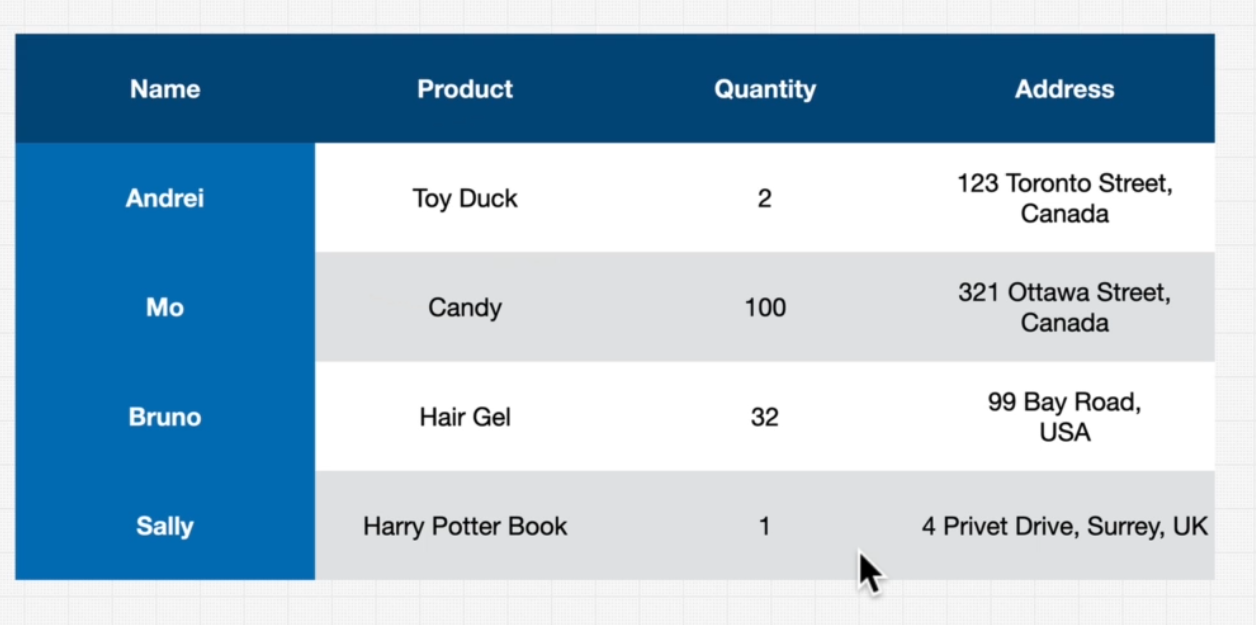 Name Product Quantity Address
Andrei Toy Duck 2 123 Toronto Street,
Canada
Mo Candy 100 321 Ottawa Street,
Canada
Bruno Hair Gel 32 99 Bay Road,
USA
Sally Harry Potter Book 1 4 Privet Drive, Surrey, UK